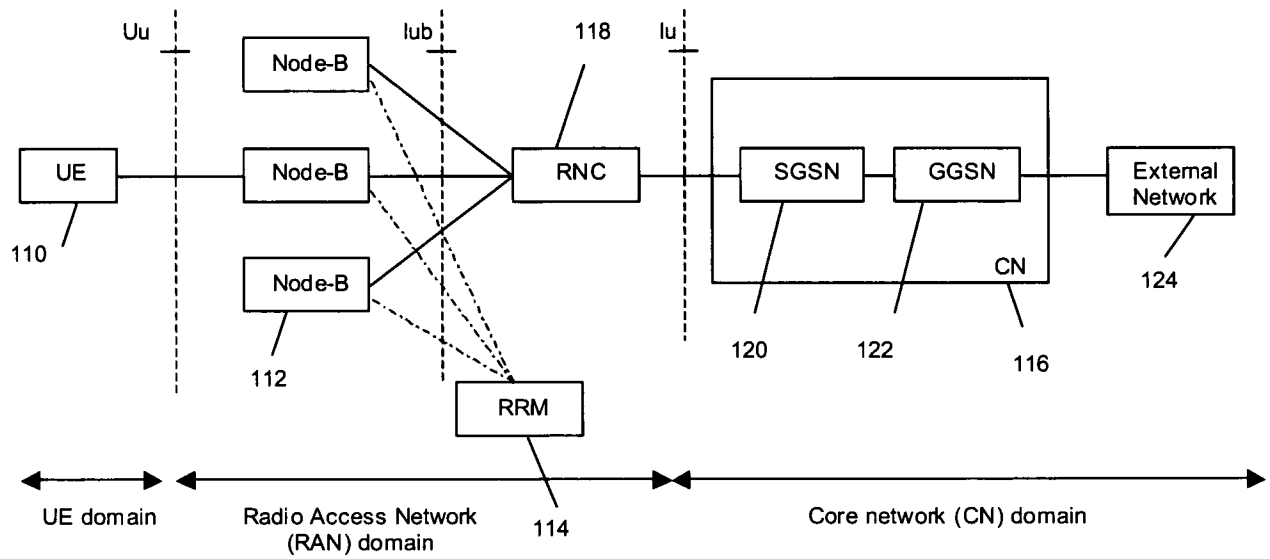 Uu
Iub
118
Iu
Node-B
UE
Node-B
RNC
SGSN
GGSN
External
Network
110
Node-B
CN
124
112
120
122
116
RRM
114
UE domain
Radio Access Network
(RAN) domain
Core network (CN) domain